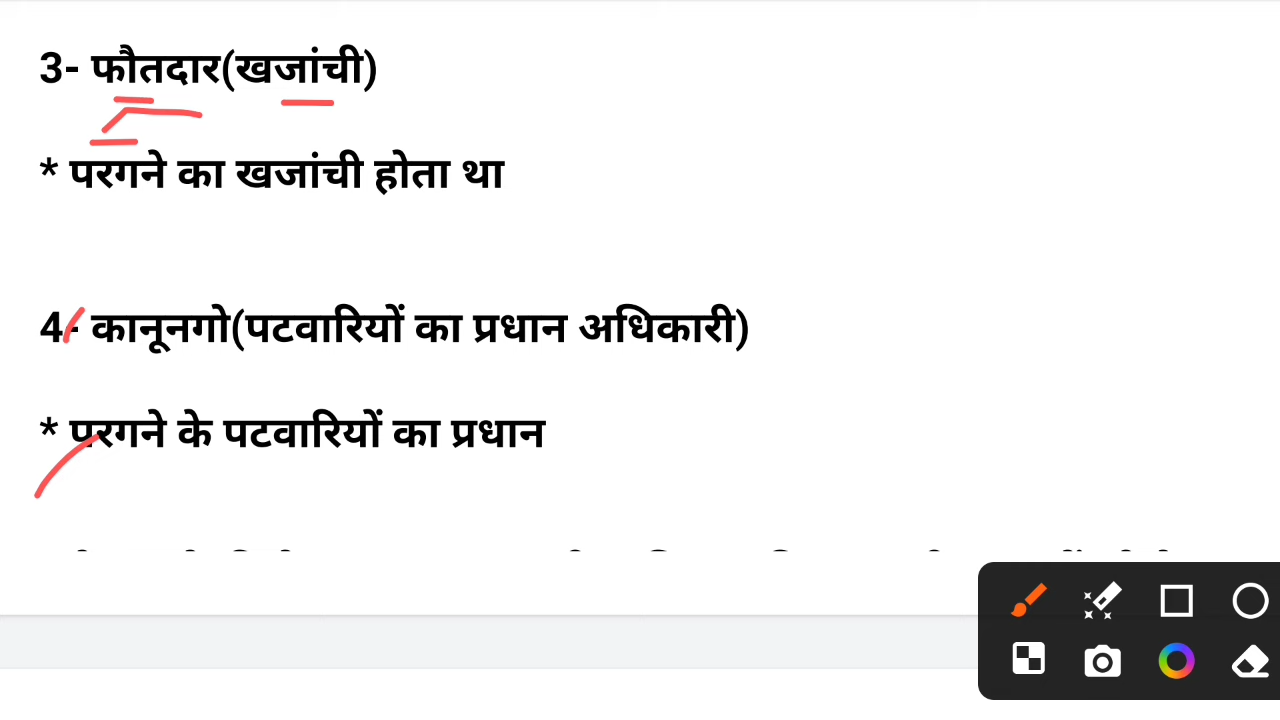 3- फौतदार(खजांची)
* परगने का खजांची होता था
4- कानूनगो(पटवारियों का प्रधान अधिकारी)
* परगने के पटवारियों का प्रधान